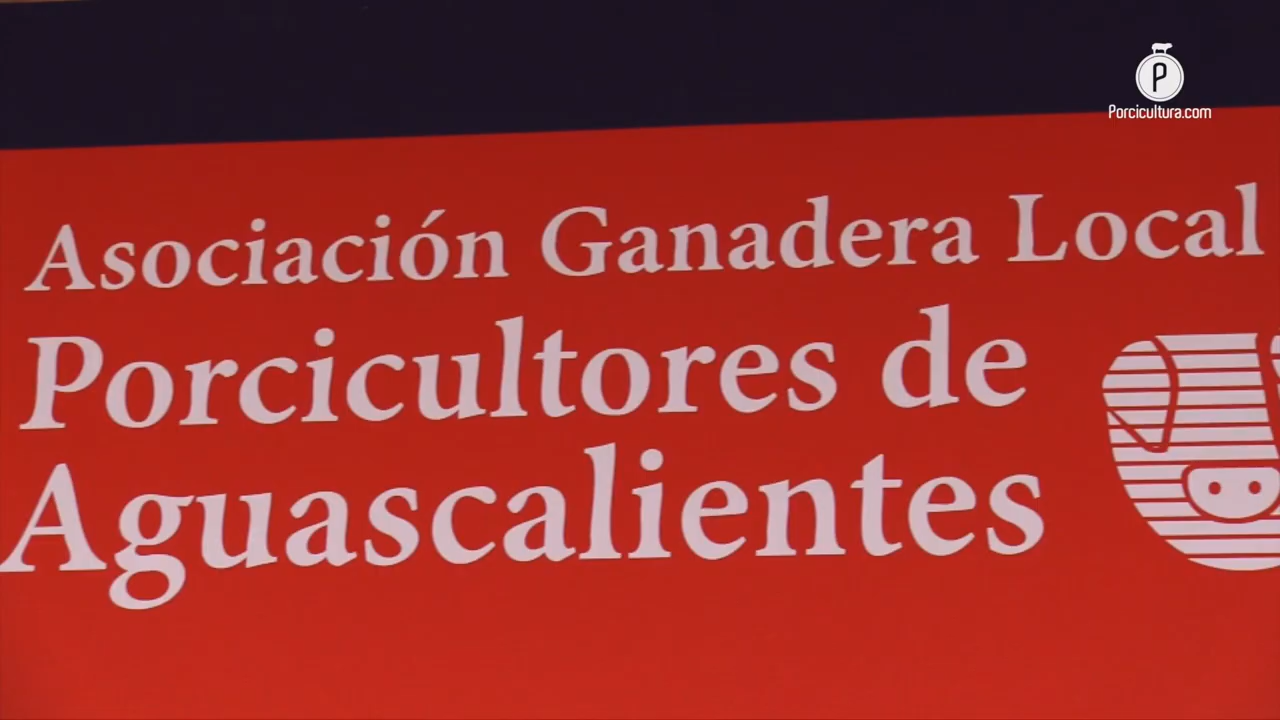 P
Porcicultura.com
Asociación Ganadera Local
Porcicultores de
Aguascalientes